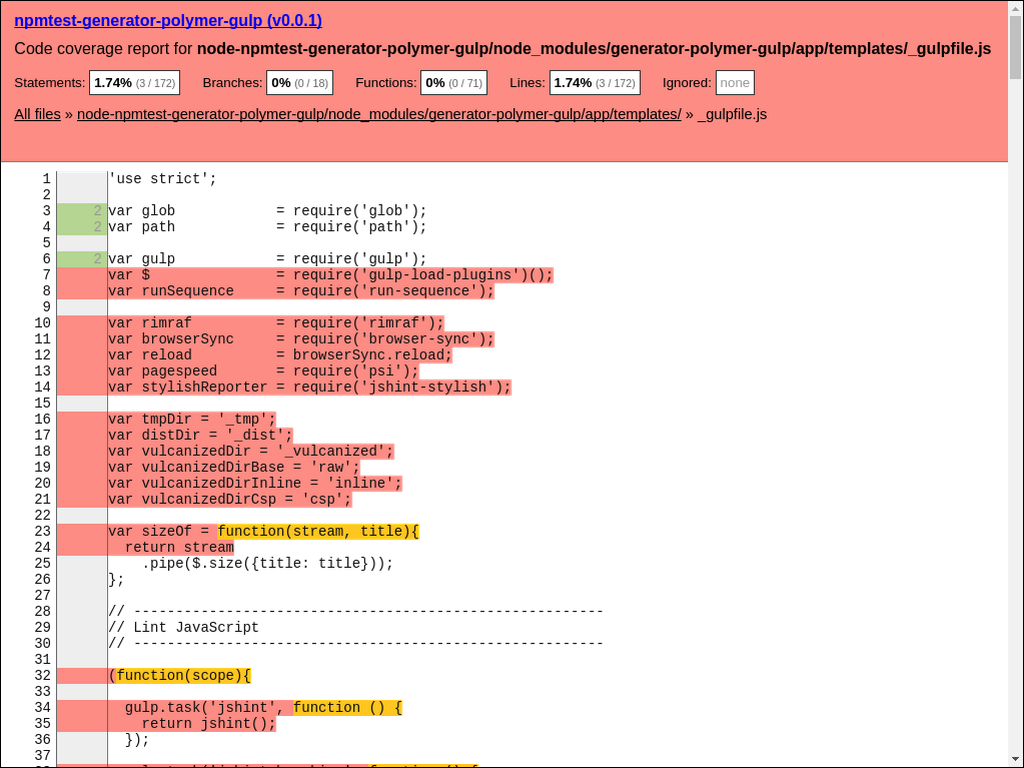 npmtest-generator-polymer-gulp (v0.0.1)
Code coverage report for node-npmtest-generator-polymer-gulp/node_modules/generator-polymer-gulp/app/templates/_gulpfile.js
Statements: 1.74% (3 / 172) Branches: 0% (0 / 18) Functions: 0% (0 / 71) Lines: 1.74% (3 / 172) Ignored: none
All files » node-npmtest-generator-polymer-gulp/node_modules/generator-polymer-gulp/app/templates/ » _gulpfile.js
1 'use strict';
2
3 2 var glob            = require('glob');
4 2 var path            = require('path');
5
6 2 var gulp            = require('gulp');
7 var $               = require('gulp-load-plugins')();
8 var runSequence     = require('run-sequence');
9
10 var rimraf          = require('rimraf');
11 var browserSync     = require('browser-sync');
12 var reload          = browserSync.reload;
13 var pagespeed       = require('psi');
14 var stylishReporter = require('jshint-stylish');
15
16 var tmpDir = '_tmp';
17 var distDir = '_dist';
18 var vulcanizedDir = '_vulcanized';
19 var vulcanizedDirBase = 'raw';
20 var vulcanizedDirInline = 'inline';
21 var vulcanizedDirCsp = 'csp';
22
23 var sizeOf = function(stream, title){
24   return stream
25     .pipe($.size({title: title}));
26 };
27
28 // --------------------------------------------------------
29 // Lint JavaScript
30 // --------------------------------------------------------
31
32 (function(scope){
33
34   gulp.task('jshint', function () {
35     return jshint();
36   });
37